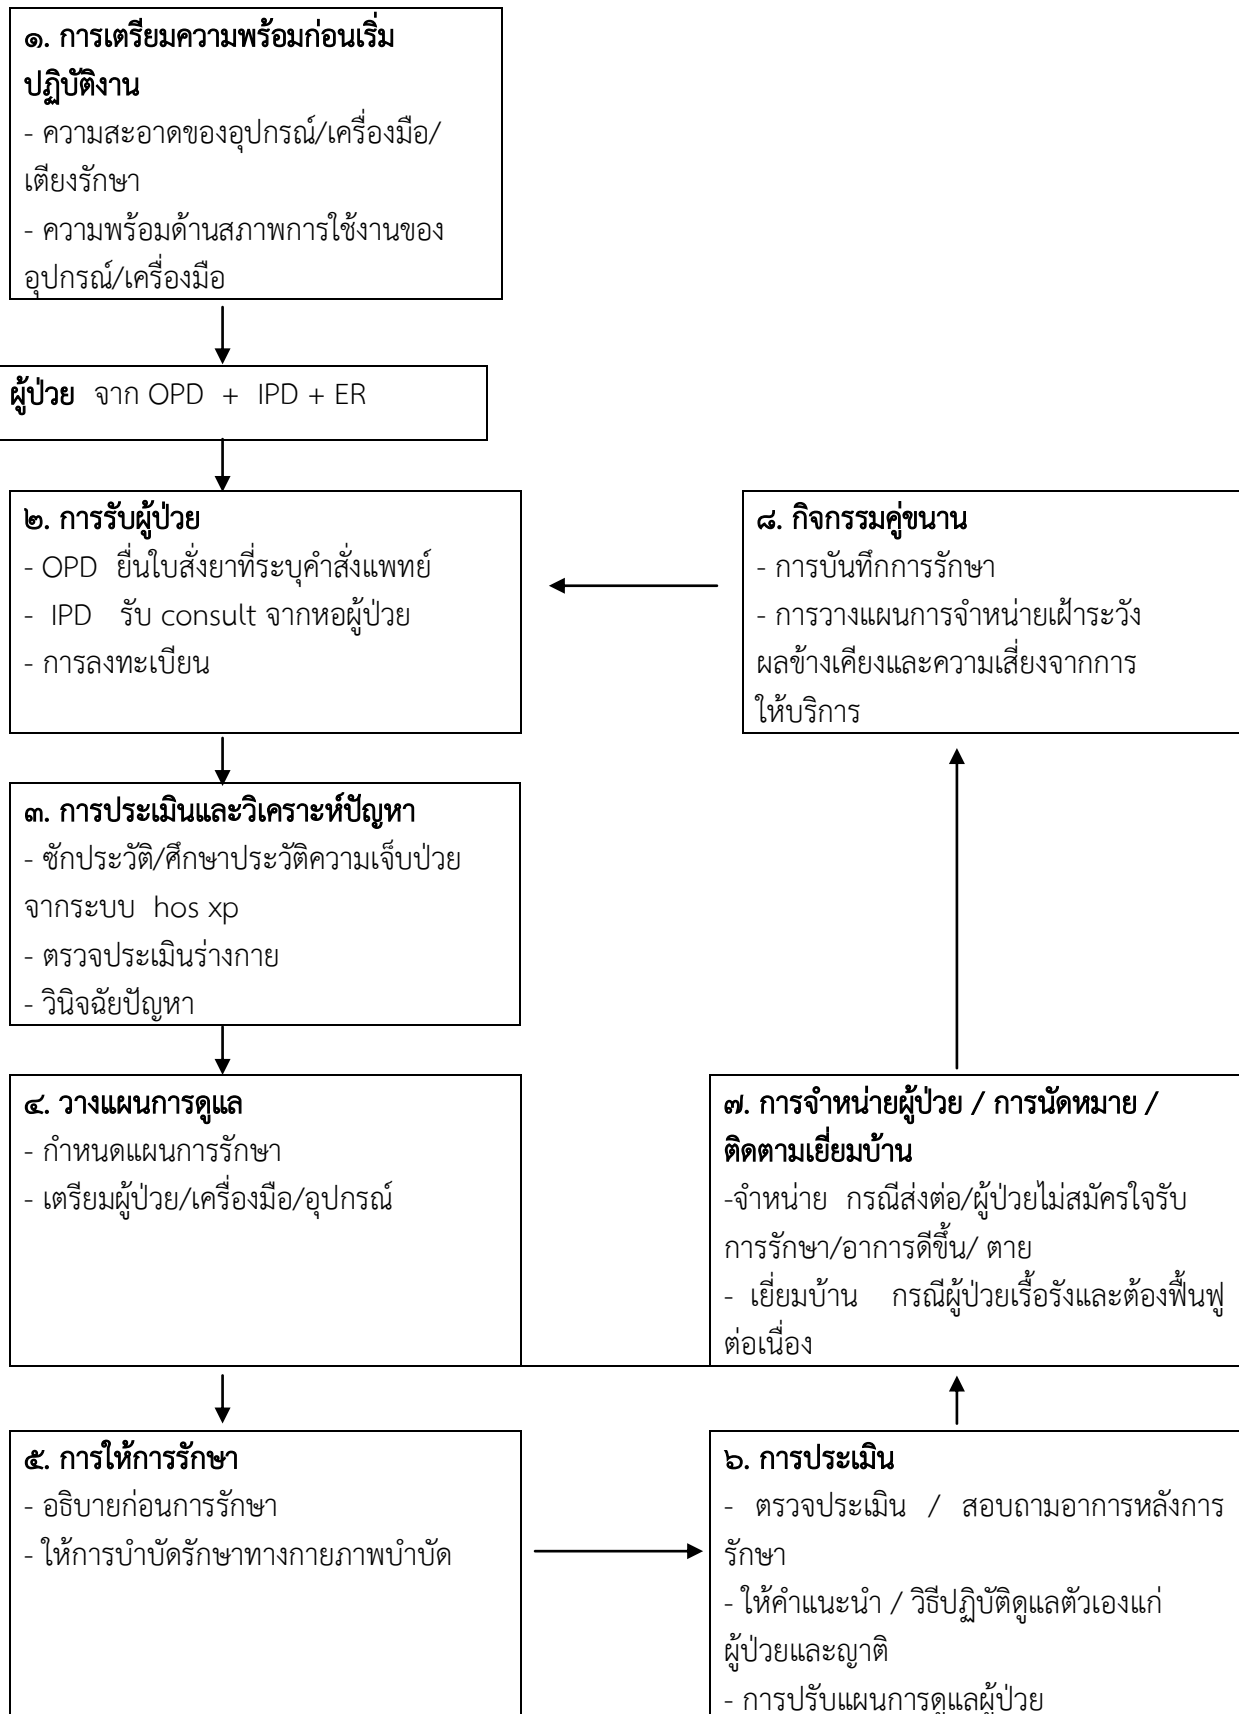 ๑. การเตรียมความพร้อมก่อนเริ่ม
ปฏิบัติงาน
- ความสะอาดของอุปกรณ์/เครื่องมือ/
เตียงรักษา
- ความพร้อมด้านสภาพการใช้งานของ
อุปกรณ์/เครื่องมือ
ผู้ป่วย จาก OPD + IPD + ER
๒. การรับผู้ป่วย
- OPD ยื่นใบสั่งยาที่ระบุคำสั่งแพทย์
- IPD รับ consult จากหอผู้ป่วย
- การลงทะเบียน
๓. การประเมินและวิเคราะห์ปัญหา
- ซักประวัติ/ศึกษาประวัติความเจ็บป่วย
จากระบบ hos xp
- ตรวจประเมินร่างกาย
- วินิจฉัยปัญหา
๔. วางแผนการดูแล
- กำหนดแผนการรักษา
- เตรียมผู้ป่วย/เครื่องมือ/อุปกรณ์
๕. การให้การรักษา
- อธิบายก่อนการรักษา
- ให้การบำบัดรักษาทางกายภาพบำบัด
๖. การประเมิน
- ตรวจประเมิน / สอบถามอาการหลังการ
รักษา
- ให้คำแนะนำ / วิธีปฏิบัติดูแลตัวเองแก่
ผู้ป่วยและญาติ
- การปรับแผนการดูแลผู้ป่วย
๗. การจำหน่ายผู้ป่วย / การนัดหมาย /
ติดตามเยี่ยมบ้าน
-จำหน่าย กรณีส่งต่อ/ผู้ป่วยไม่สมัครใจรับ
การรักษา/อาการดีขึ้น/ ตาย
- เยี่ยมบ้าน กรณีผู้ป่วยเรื้อรังและต้องฟื้นฟู
ต่อเนื่อง
๘. กิจกรรมคู่ขนาน
- การบันทึกการรักษา
- การวางแผนการจำหน่ายเฝ้าระวัง
ผลข้างเคียงและความเสี่ยงจากการ
ให้บริการ